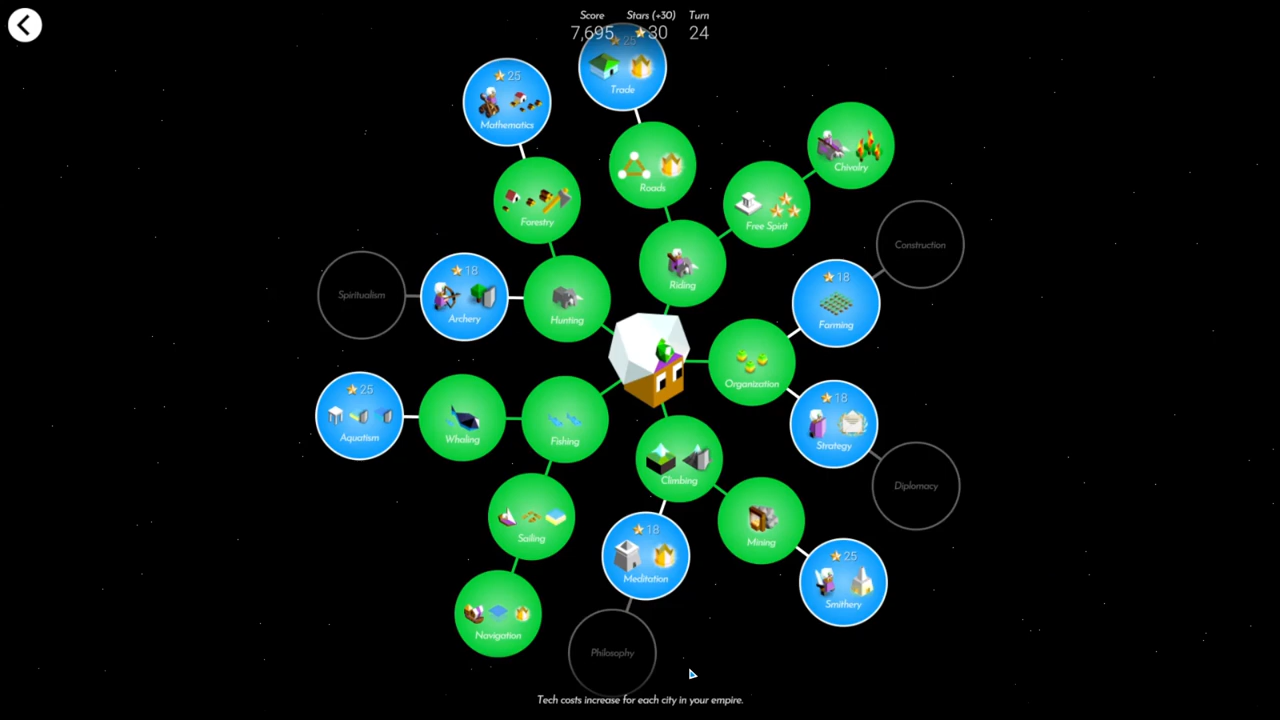 Score Stars (+30) Turn
7,695 30 24
25
Trade
25
Mathematics
Roads
Chivalry
Forestry
Free Spirit
Construction
Riding
18
Farming
Spiritualism
18
Archery
Hunting
Organization
25
Aquatism
Whaling
Fishing
18
Strategy
Climbing
Diplomacy
Sailing
Mining
18
Meditation
25
Smithery
Navigation
Philosophy
Tech costs increase for each city in your empire.